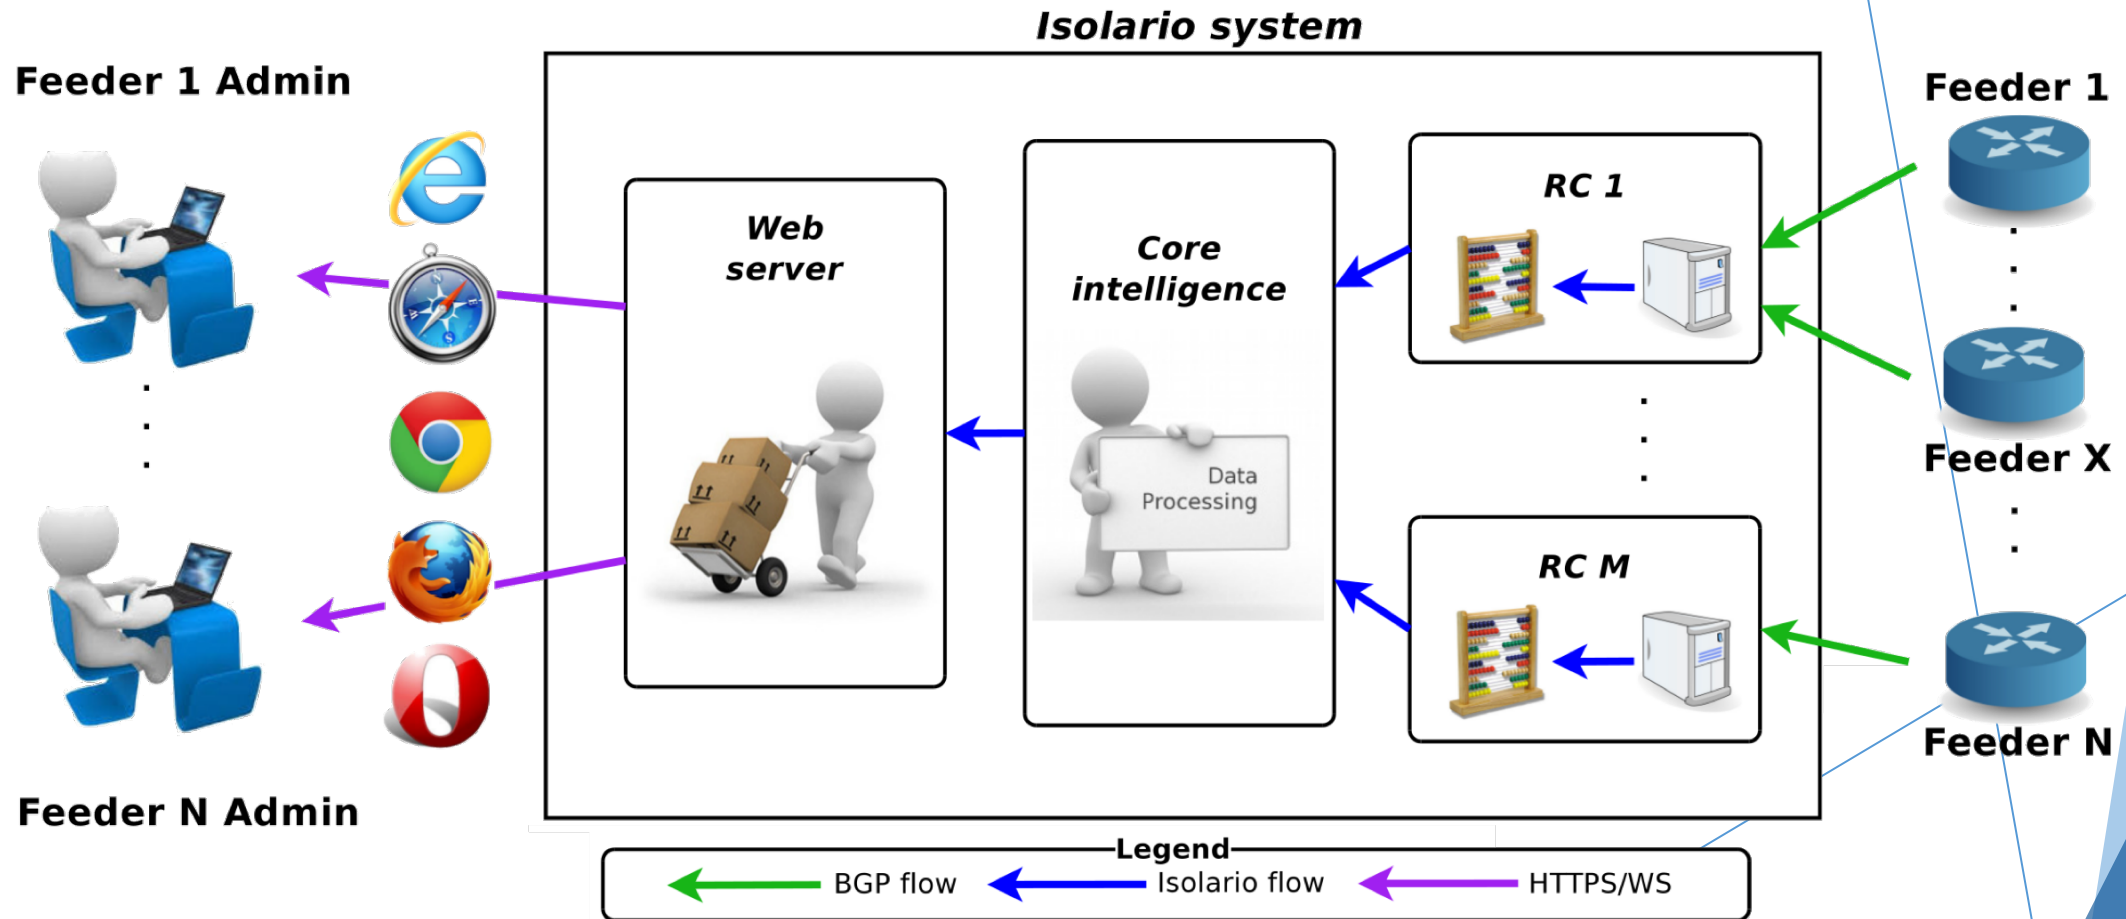 Isolario system
Feeder 1 Admin
Feeder 1
Web
server
Core
intelligence
RC 1
Data
Processing
Feeder X
RC M
Feeder N
Feeder N Admin
Legend
BGP flow
Isolario flow
HTTPS/WS